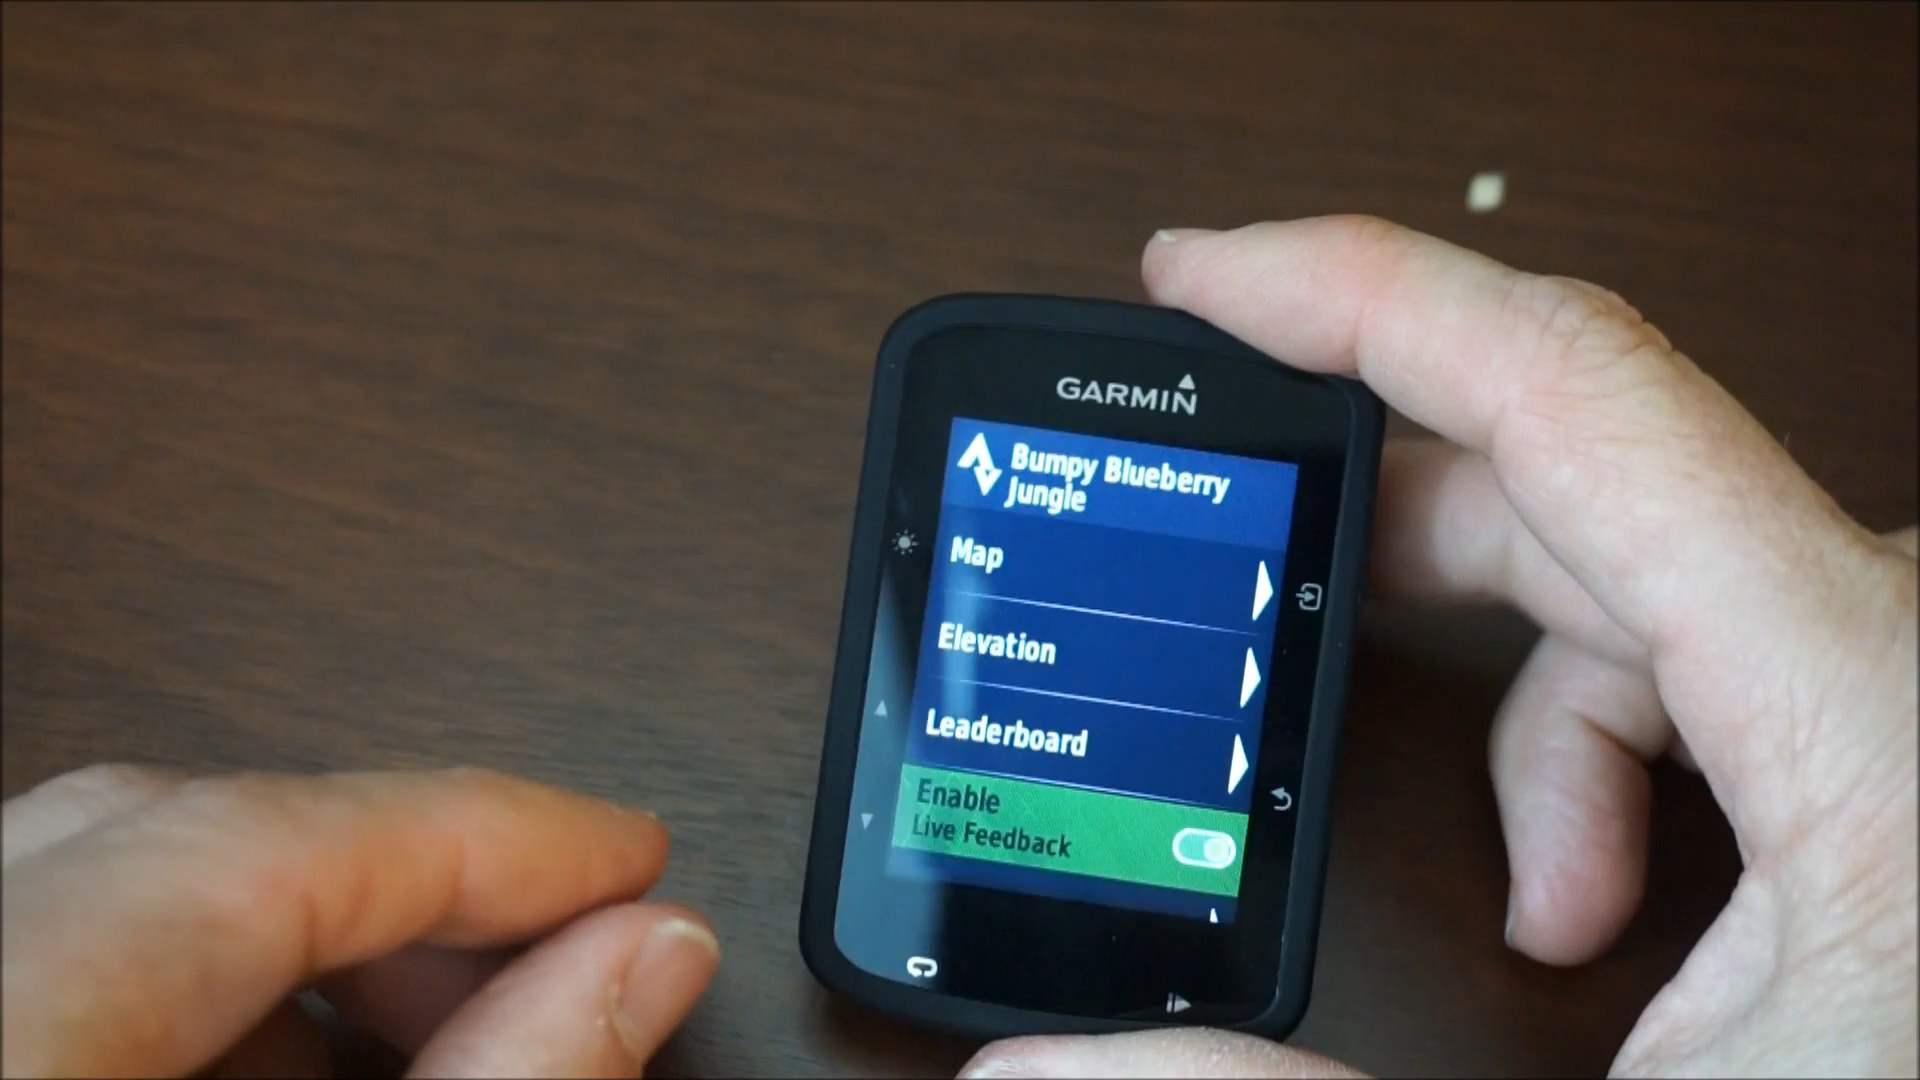 GARMIN
Bumpy Blueberry
Jungle
Map
Elevation
Leaderboard
Enable
Live Feedback